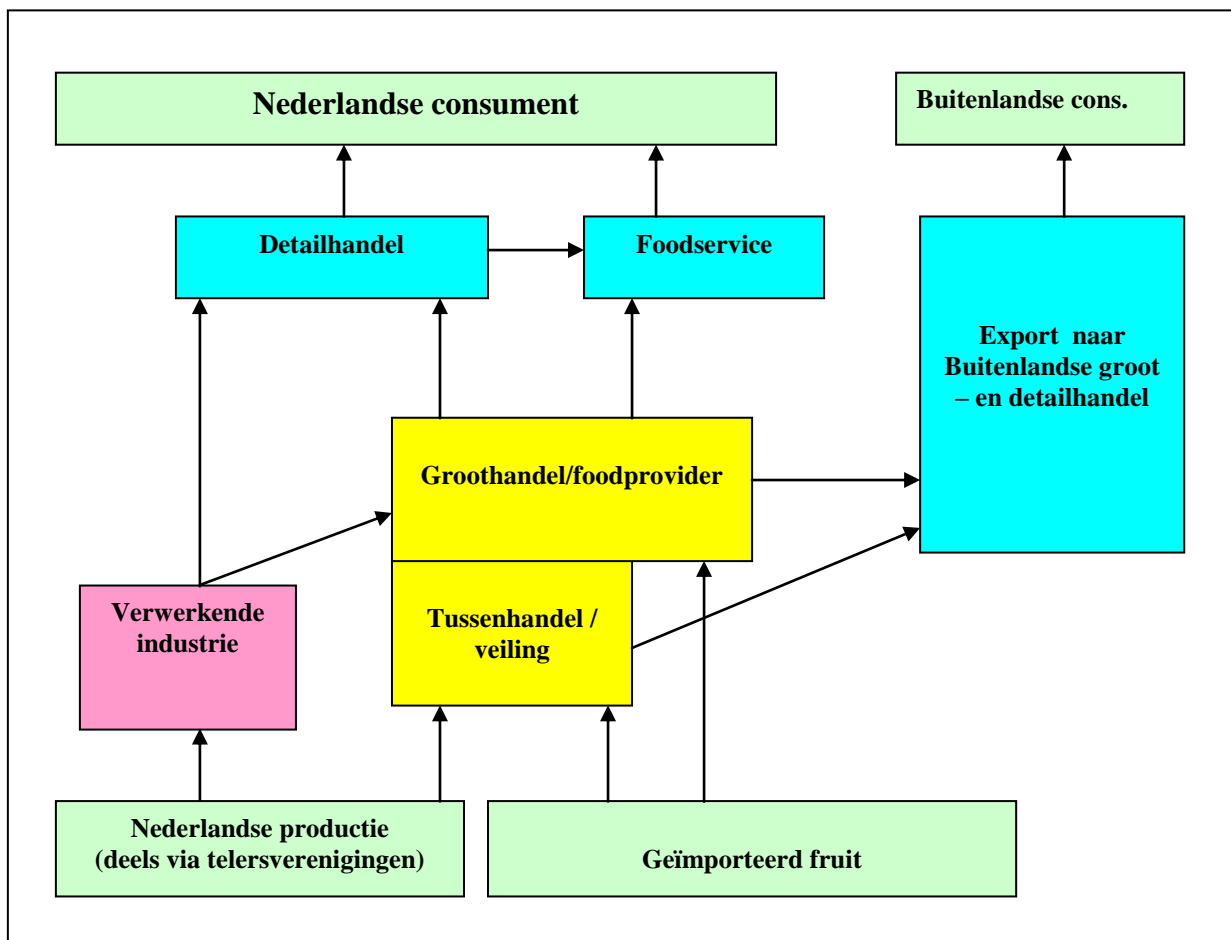 Nederlandse consument
Buitenlandse cons.
Detailhandel
Foodservice
Export naar
Buitenlandse groot
– en detailhandel
Groothandel/foodprovider
Verwerkende
industrie
Tussenhandel /
veiling
Nederlandse productie
(deels via telersverenigingen)
Geïmporteerd fruit